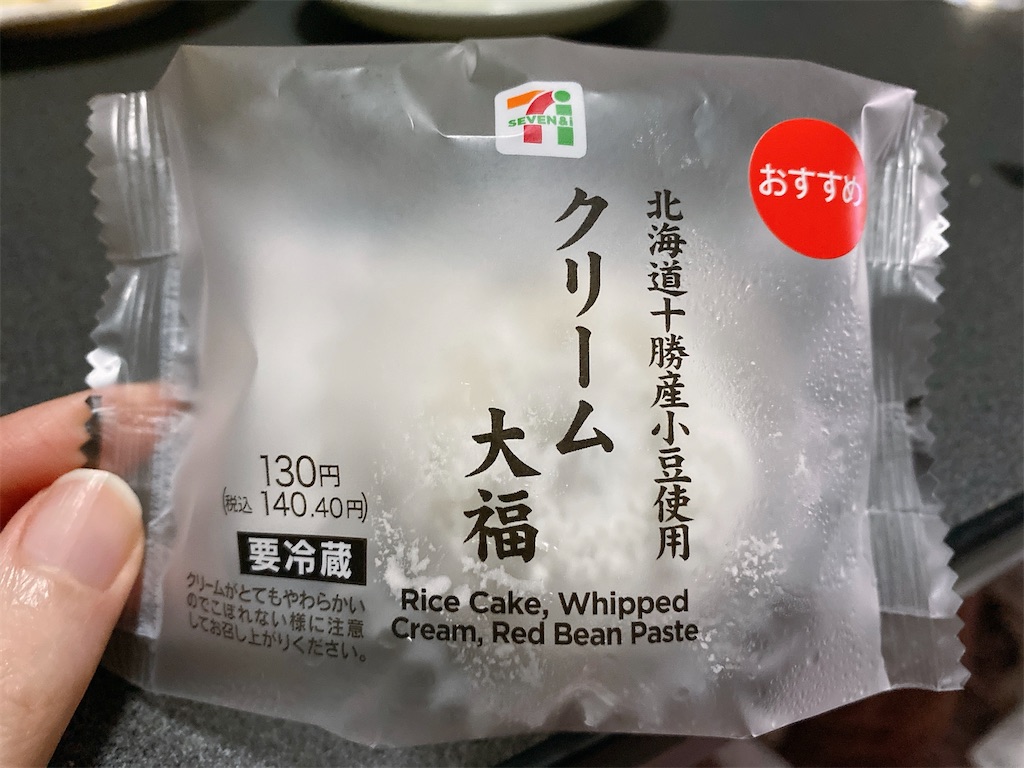 SEVEN&i
おすすめ
北海道十勝産小豆使用
クリーム
大福
130円
(税込 140.40円)
要冷蔵
クリームがとてもやわらかい
のでこぼれない様に注意
してお召し上がりください。
Rice Cake, Whipped
Cream, Red Bean Paste